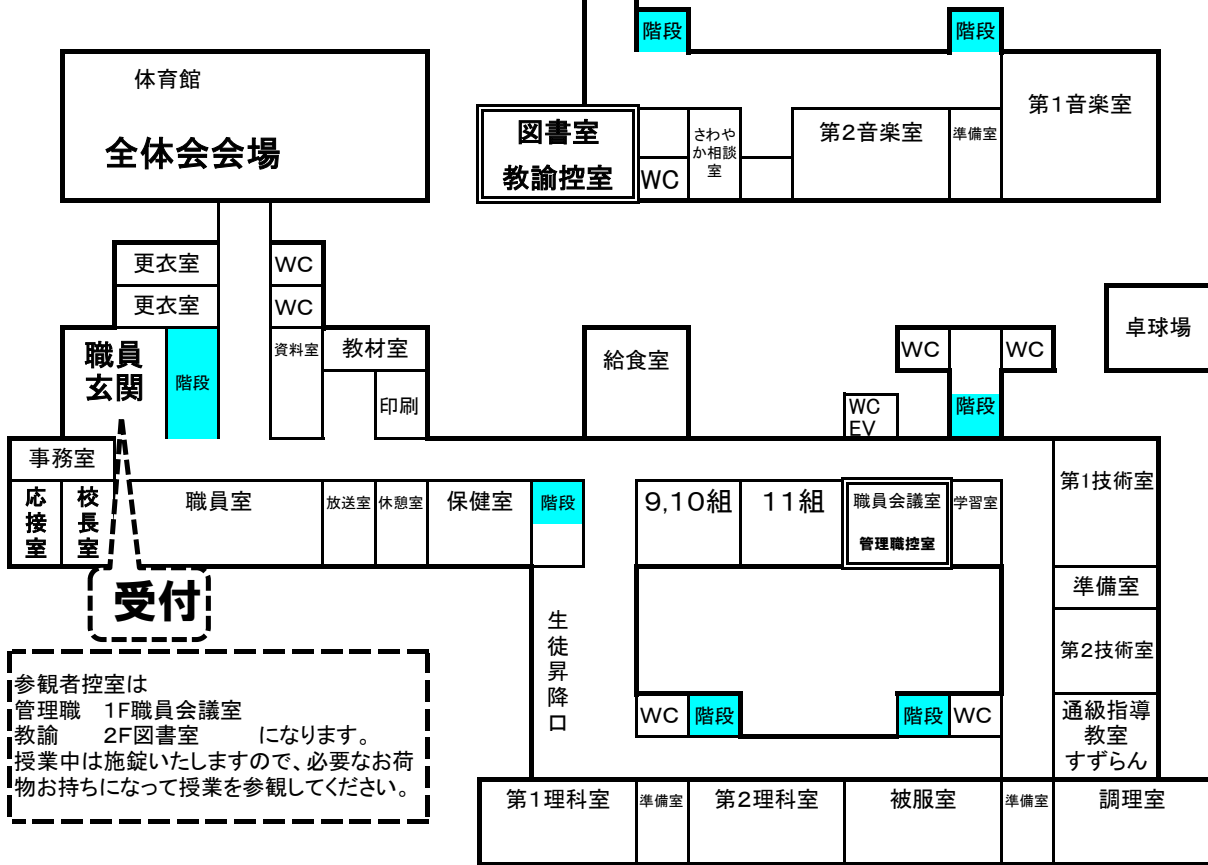 階段
階段
体育館
全体会会場
図書室
教諭控室
WC
さわや
か相談
室
第2音楽室
準備室
第1音楽室
更衣室
WC
更衣室
WC
職員
玄関
階段
資料室
教材室
印刷
給食室
WC
WC
WC
EV
階段
卓球場
事務室
応接室
校長室
職員室
放送室
休憩室
保健室
階段
9,10組
11組
職員会議室
管理職控室
学習室
第1技術室
準備室
第2技術室
通級指導
教室
すずらん
受付
生徒昇降口
WC
階段
階段
WC
参観者控室は
管理職 1F職員会議室
教諭 2F図書室 になります。
授業中は施錠いたしますので、必要なお荷
物お持ちになって授業を参観してください。
第1理科室
準備室
第2理科室
被服室
準備室
調理室